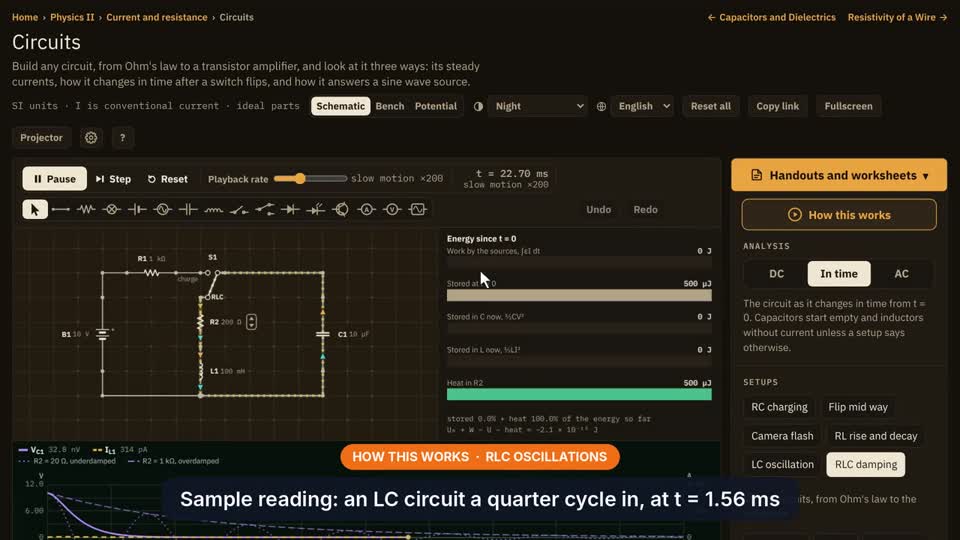 Home › Physics II › Current and resistance › Circuits
← Capacitors and Dielectrics Resistivity of a Wire →
Circuits
Build any circuit, from Ohm's law to a transistor amplifier, and look at it three ways: its steady
currents, how it changes in time after a switch flips, and how it answers a sine wave source.
SI units · I is conventional current · ideal parts Schematic Bench Potential Night English Reset all Copy link Fullscreen
Projector ?
Pause Step Reset Playback rate slow motion ×200 t = 22.70 ms
slow motion ×200
Undo Redo
Handouts and worksheets ▾
How this works
ANALYSIS
DC In time AC
The circuit as it changes in time from t =
0. Capacitors start empty and inductors
without current unless a setup says
otherwise.
SETUPS
RC charging Flip mid way
Camera flash RL rise and decay
LC oscillation RLC damping
R1 1 kΩ
S1
charge
RLC
B1 10 V
R2 200 Ω
C1 10 µF
L1 100 mH
Energy since t = 0
Work by the sources, ∫εI dt 0 J
Stored at 0 500 µJ
Stored in C now, ½CV² 0 J
Stored in L now, ½LI² 0 J
Heat in R2 500 µJ
stored 0.0% + heat 100.0% of the energy so far
VC1 32.8 nV IL1 314 pA
R2 = 20 Ω, underdamped R2 = 1 kΩ, overdamped
V
12.0
6.00
0
0
HOW THIS WORKS · RLC OSCILLATIONS
Sample reading: an LC circuit a quarter cycle in, at t = 1.56 ms